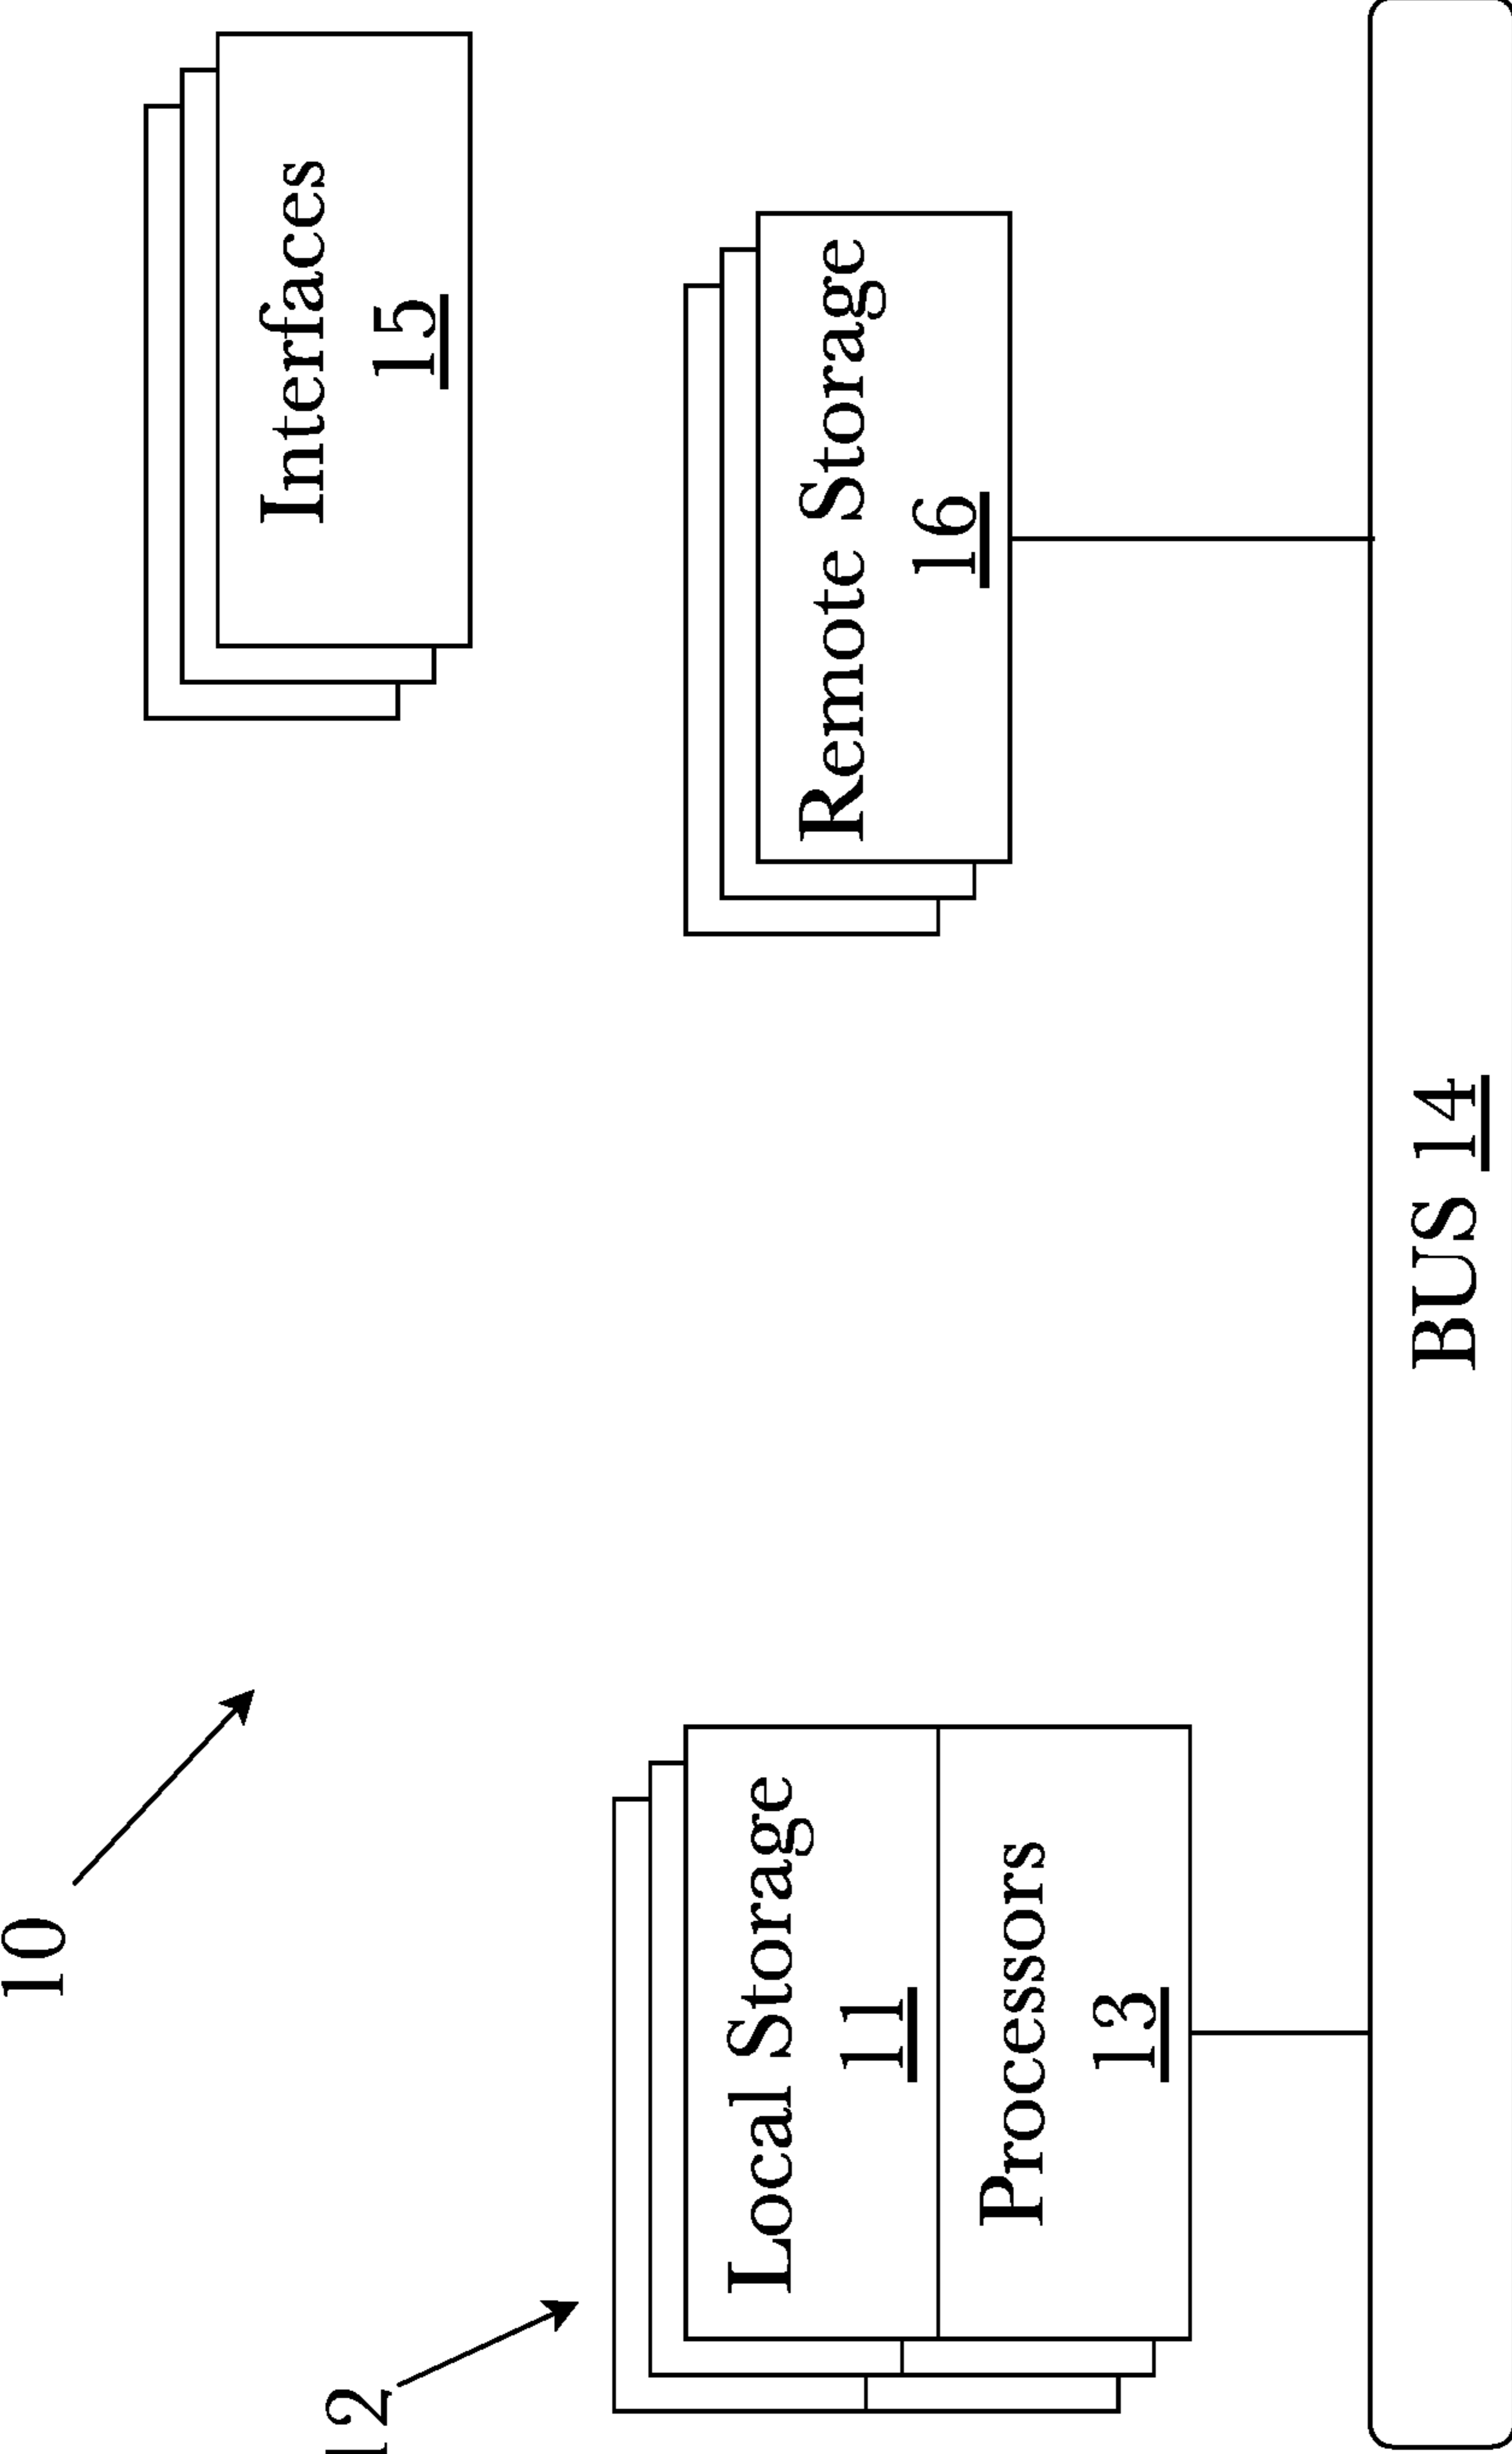 10
Interfaces
15
12
Local Storage
11
Processors
13
Remote Storage
16
BUS 14